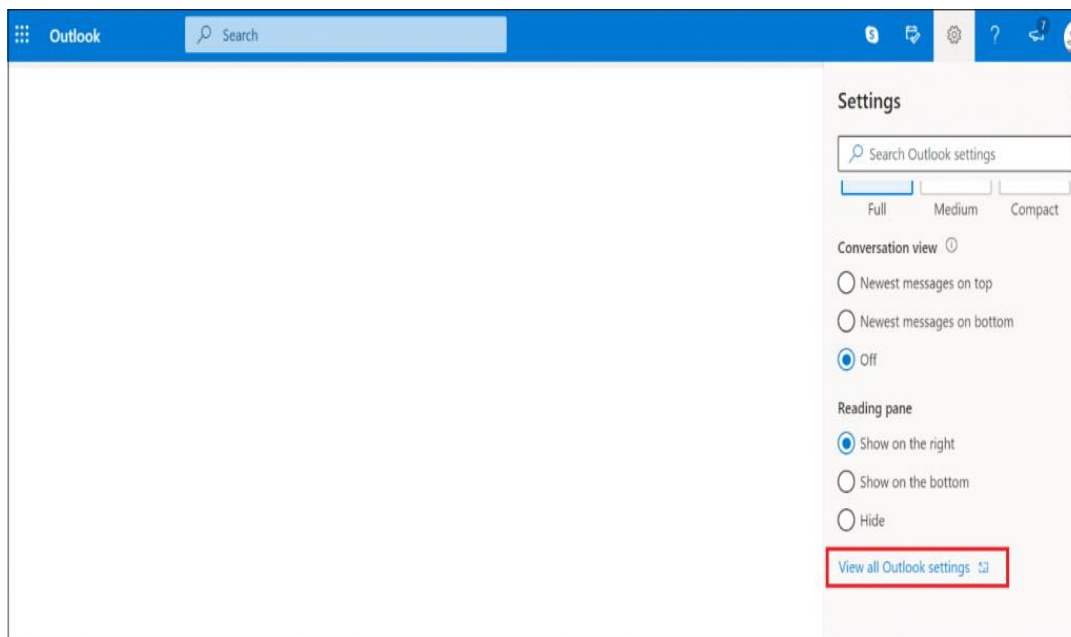 Outlook
Search
7
Settings
Search Outlook settings
Full Medium Compact
Conversation view
Newest messages on top
Newest messages on bottom
Off
Reading pane
Show on the right
Show on the bottom
Hide
View all Outlook settings